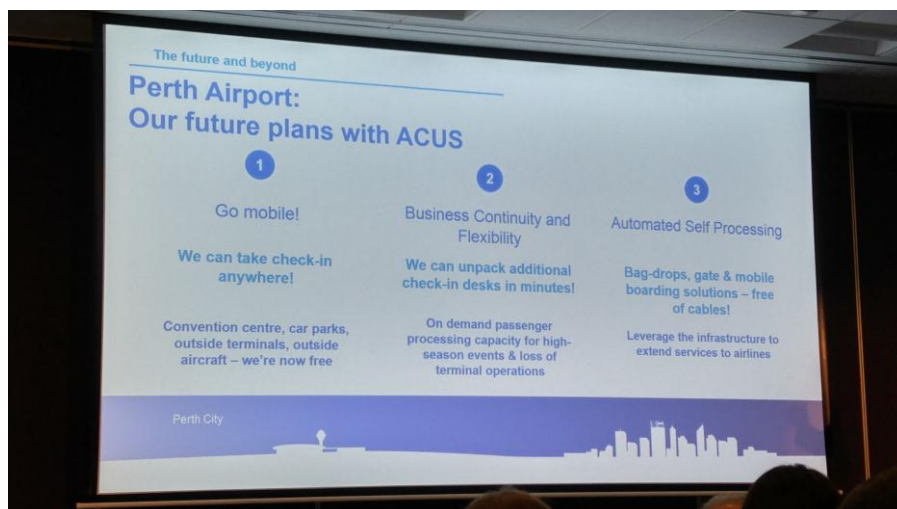 The future and beyond
Perth Airport:
Our future plans with ACUS
1
Go mobile!
We can take check-in
anywhere!
Convention centre, car parks,
outside terminals, outside
aircraft – we're now free
2
Business Continuity and
Flexibility
We can unpack additional
check-in desks in minutes!
On demand passenger
processing capacity for high-
season events & loss of
terminal operations
3
Automated Self Processing
Bag-drops, gate & mobile
boarding solutions – free
of cables!
Leverage the infrastructure to
extend services to airlines
Perth City